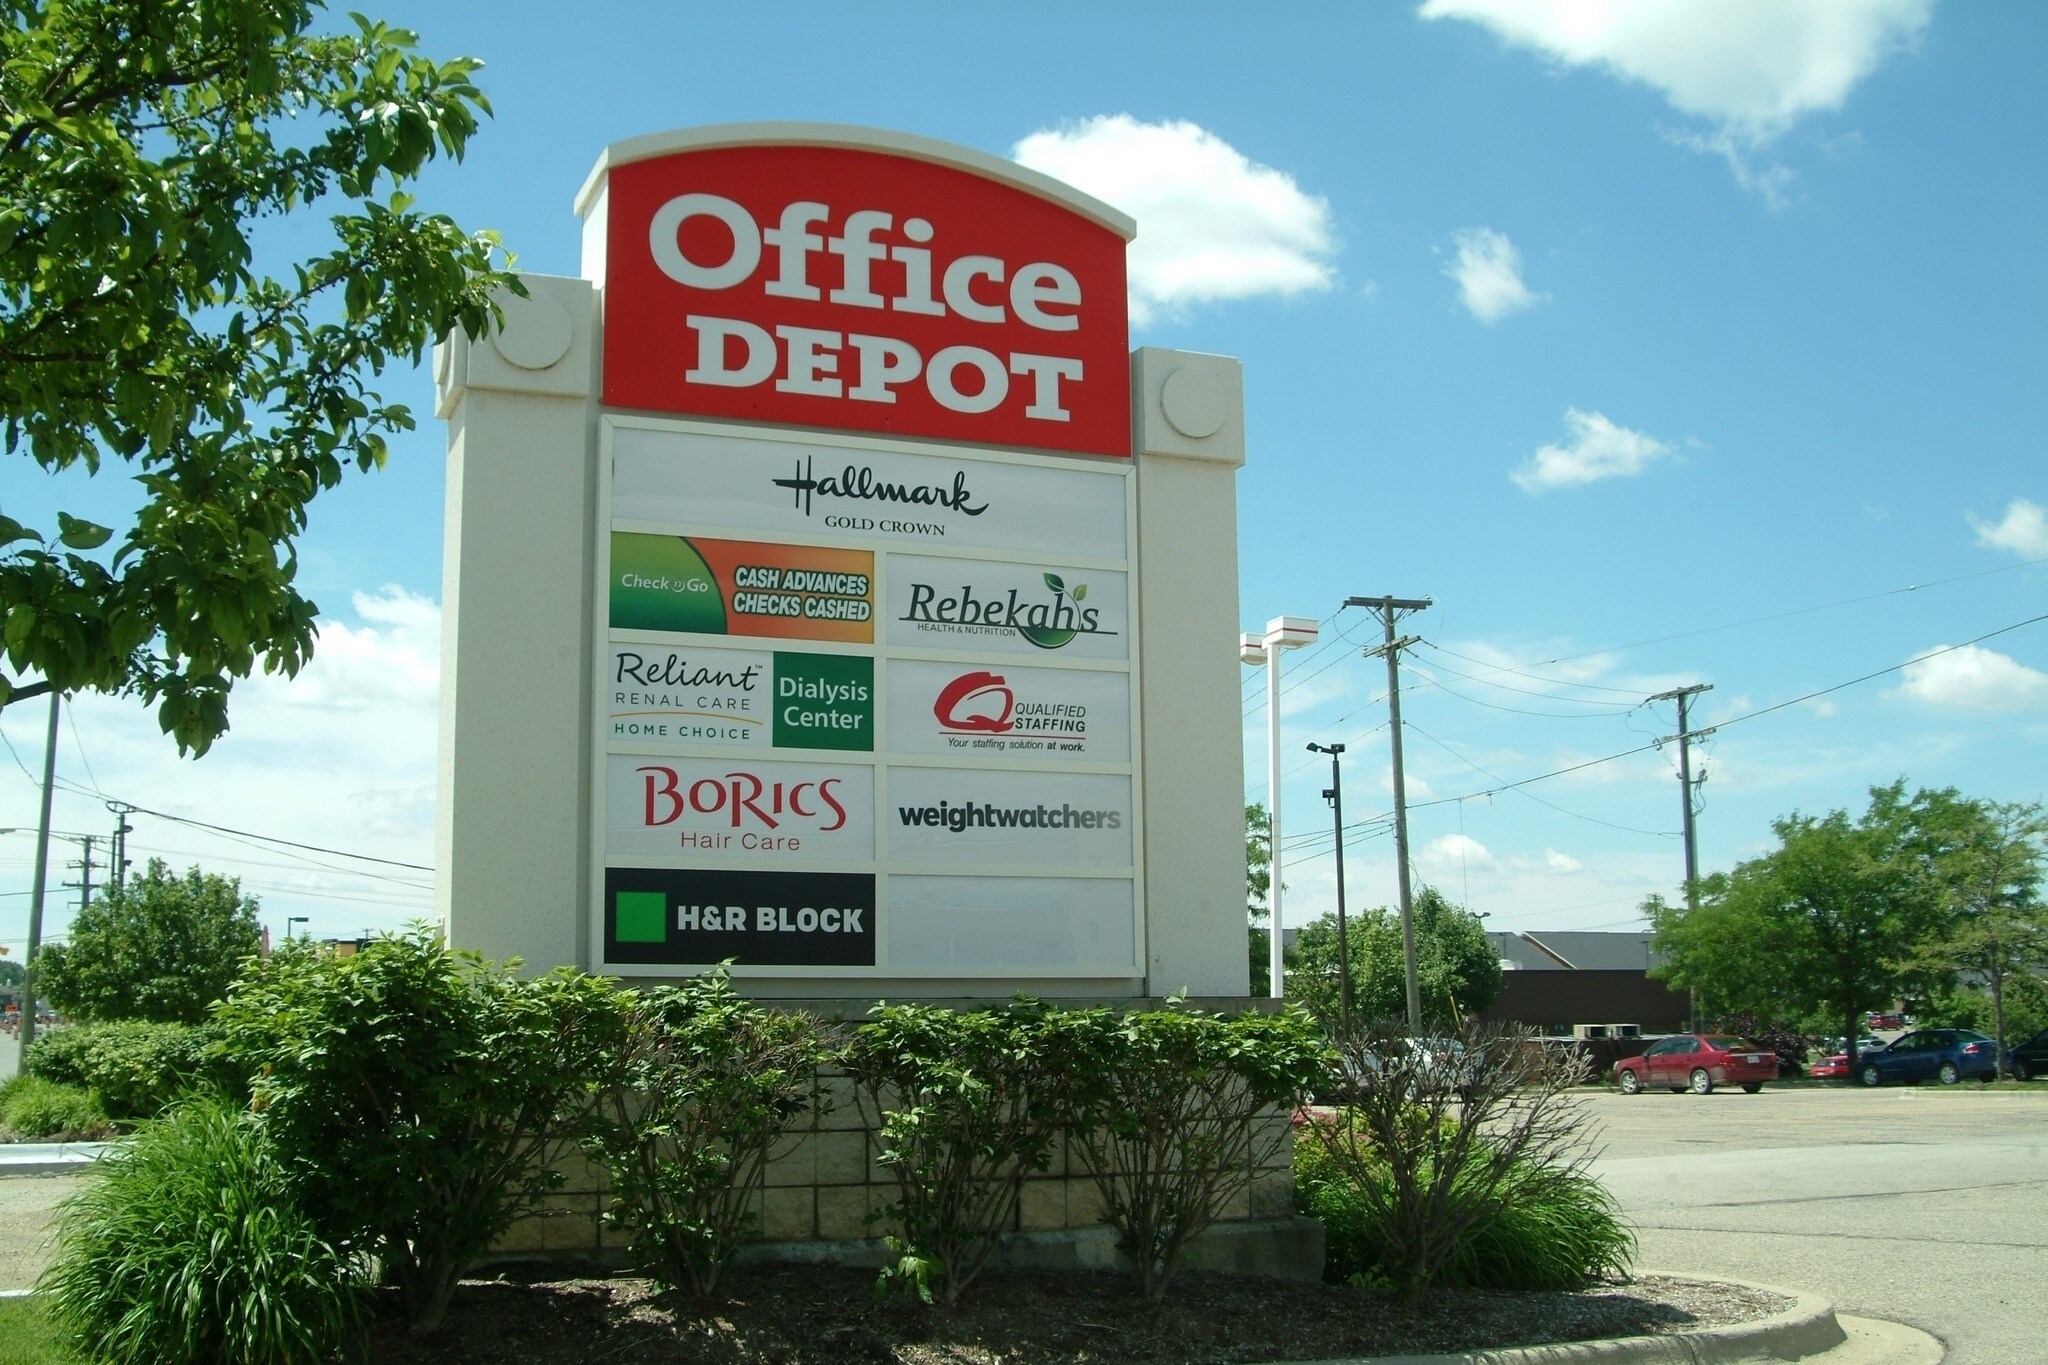 Office
DEPOT
Hallmark
GOLD CROWN
Check 'n Go
CASH ADVANCES
CHECKS CASHED
Rebekah's
HEALTH & NUTRITION
Reliant™
RENAL CARE
HOME CHOICE
Dialysis
Center
QUALIFIED
STAFFING
Your staffing solution at work.
BoRics
Hair Care
weightwatchers
H&R BLOCK